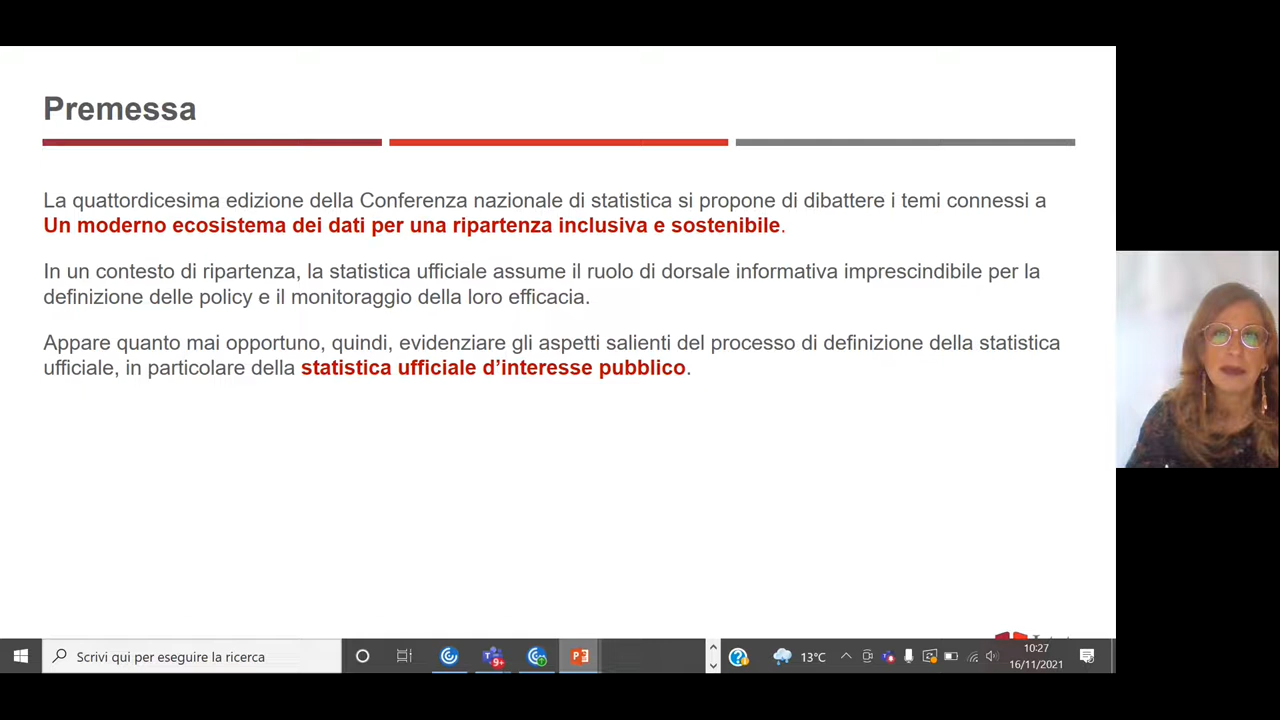 Premessa
La quattordicesima edizione della Conferenza nazionale di statistica si propone di dibattere i temi connessi a
Un moderno ecosistema dei dati per una ripartenza inclusiva e sostenibile.
In un contesto di ripartenza, la statistica ufficiale assume il ruolo di dorsale informativa imprescindibile per la
definizione delle policy e il monitoraggio della loro efficacia.
Appare quanto mai opportuno, quindi, evidenziare gli aspetti salienti del processo di definizione della statistica
ufficiale, in particolare della statistica ufficiale d’interesse pubblico.
Scrivi qui per eseguire la ricerca
9+
13°C
10:27
16/11/2021